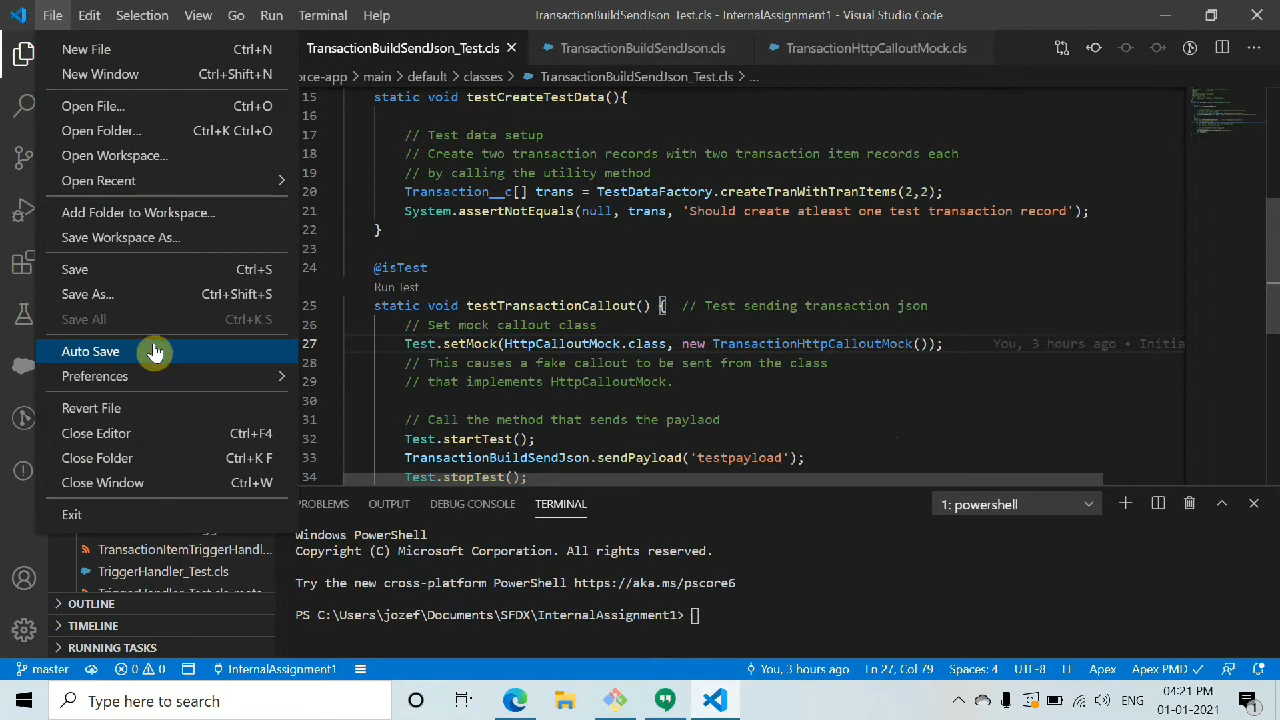 File Edit Selection View Go Run Terminal Help TransactionBuildSendJson_Test.cls - InternalAssignment1 - Visual Studio Code
New File Ctrl+N
New Window Ctrl+Shift+N
Open File... Ctrl+O
Open Folder... Ctrl+K Ctrl+O
Open Workspace...
Open Recent
Add Folder to Workspace...
Save Workspace As...
Save Ctrl+S
Save As... Ctrl+Shift+S
Save All Ctrl+K S
Auto Save
Preferences
Revert File
Close Editor Ctrl+F4
Close Folder Ctrl+K F
Close Window Ctrl+W
Exit
TransactionItemTriggerHandl...
TriggerHandler_Test.cls
OUTLINE
TIMELINE
RUNNING TASKS
TransactionBuildSendJson_Test.cls TransactionBuildSendJson.cls TransactionHttpCalloutMock.cls
orce-app > main > default > classes > TransactionBuildSendJson_Test.cls > ...
15 static void testCreateTestData(){
16
17 // Test data setup
18 // Create two transaction records with two transaction item records each
19 // by calling the utility method
20 Transaction__c[] trans = TestDataFactory.createTranWithTranItems(2,2);
21 System.assertNotEquals(null, trans, 'Should create atleast one test transaction record');
22 }
23
24 @isTest
Run Test
25 static void testTransactionCallout() { // Test sending transaction json
26 // Set mock callout class
27 Test.setMock(HttpCalloutMock.class, new TransactionHttpCalloutMock()); You, 3 hours ago • Initia
28 // This causes a fake callout to be sent from the class
29 // that implements HttpCalloutMock.
30
31 // Call the method that sends the paylaod
32 Test.startTest();
33 TransactionBuildSendJson.sendPayload('testpayload');
34 Test.stopTest();
PROBLEMS OUTPUT DEBUG CONSOLE TERMINAL 1: powershell
Windows PowerShell
Copyright (C) Microsoft Corporation. All rights reserved.
Try the new cross-platform PowerShell https://aka.ms/pscore6
PS C:\Users\jozef\Documents\SFDX\InternalAssignment1>
master 0 0 InternalAssignment1 You, 3 hours ago Ln 27, Col 79 Spaces: 4 UTF-8 Apex Apex PMD
Type here to search ENG 04:21 PM
01-01-2021 1